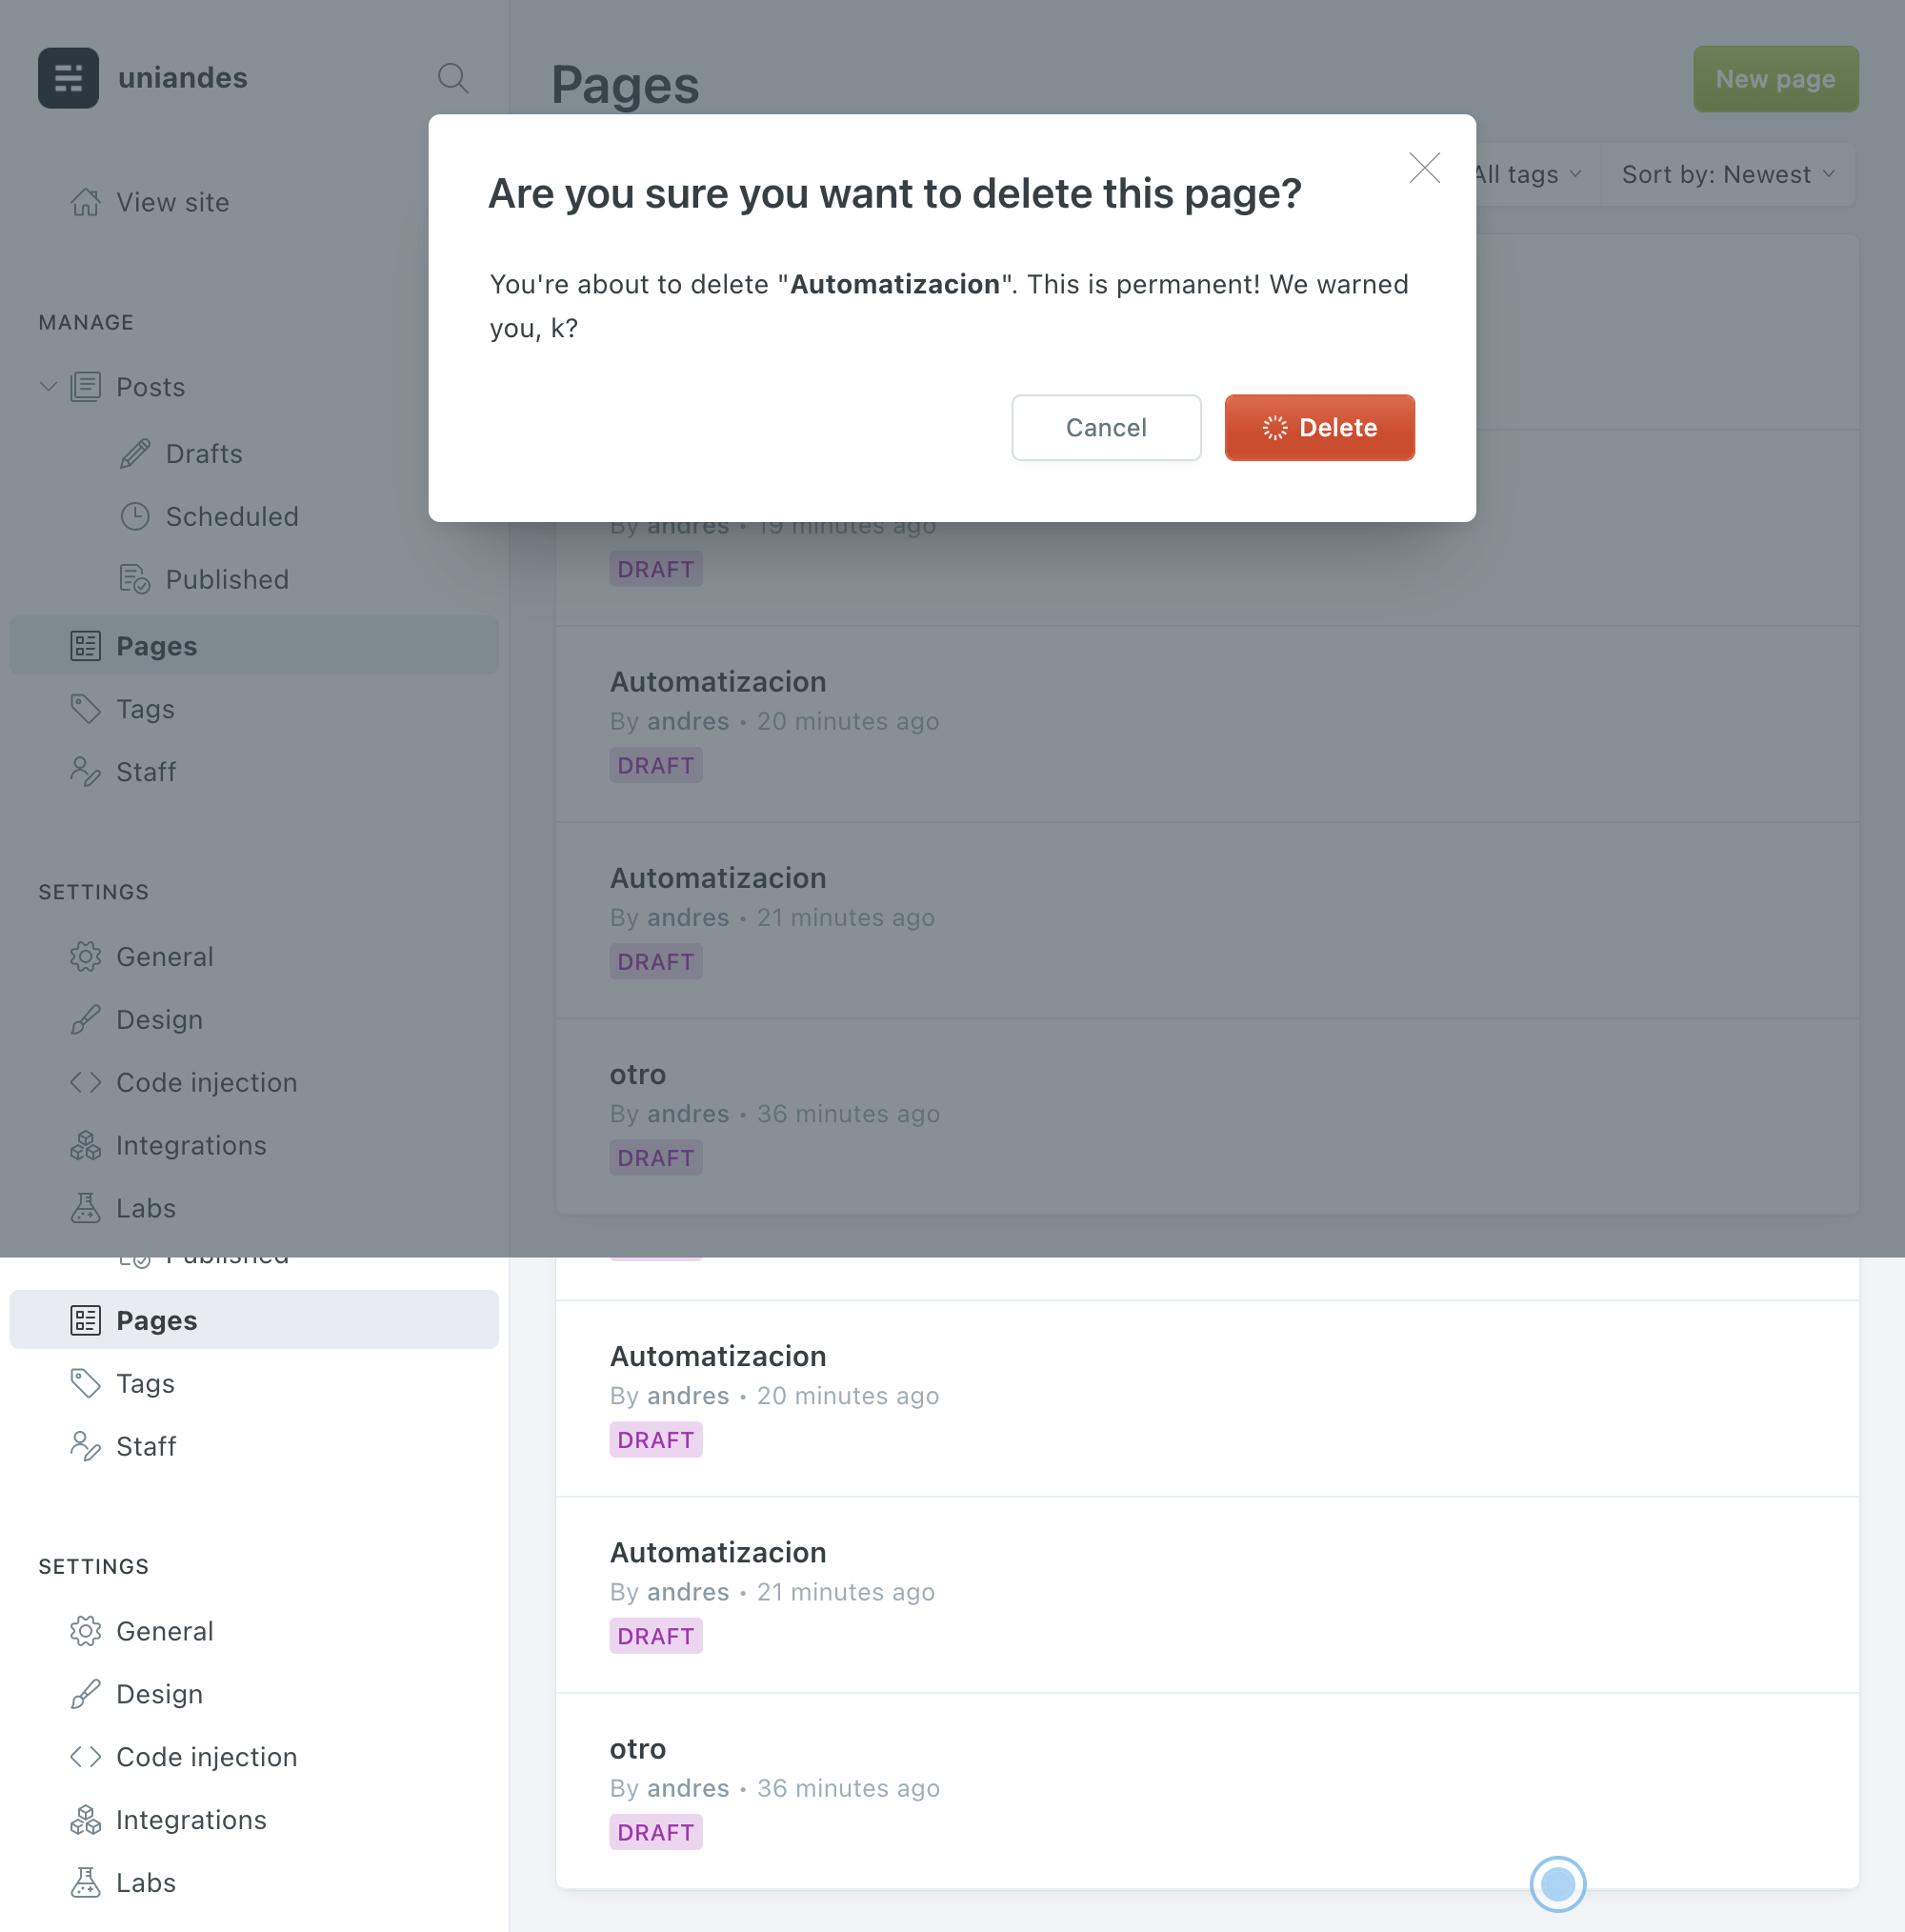 uniandes
View site
MANAGE
Posts
Drafts
Scheduled
Published
Pages
Tags
Staff
SETTINGS
General
Design
Code injection
Integrations
Labs
Pages
New page
All tags
Sort by: Newest
Are you sure you want to delete this page?
You're about to delete "Automatizacion". This is permanent! We warned
you, k?
Cancel
Delete
By andres • 19 minutes ago
DRAFT
Automatizacion
By andres • 20 minutes ago
DRAFT
Automatizacion
By andres • 21 minutes ago
DRAFT
otro
By andres • 36 minutes ago
DRAFT
Published
Pages
Tags
Staff
SETTINGS
General
Design
Code injection
Integrations
Labs
Automatizacion
By andres • 20 minutes ago
DRAFT
Automatizacion
By andres • 21 minutes ago
DRAFT
otro
By andres • 36 minutes ago
DRAFT